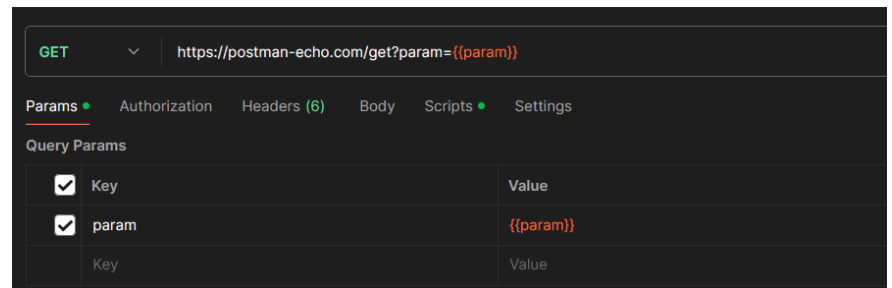 GET https://postman-echo.com/get?param={{param}}
Params Authorization Headers (6) Body Scripts Settings
Query Params
Key Value
param {{param}}
Key Value